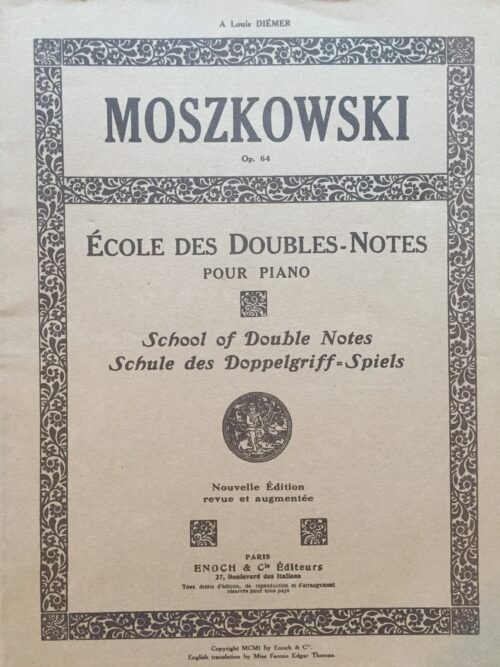 A Louis DIÉMER
MOSZKOWSKI
Op. 64
ÉCOLE DES DOUBLES-NOTES
POUR PIANO
School of Double Notes
Schule des Doppelgriff=Spiels
Nouvelle Édition
revue et augmentée
PARIS
ENOCH & Cie Éditeurs
27, Boulevard des Italiens
Tous droits d'édition, de reproduction et d'arrangement
réservés pour tous pays
Copyright MCMI by Enoch & Cie.
English translation by Miss Fannie Edgar Thomas.